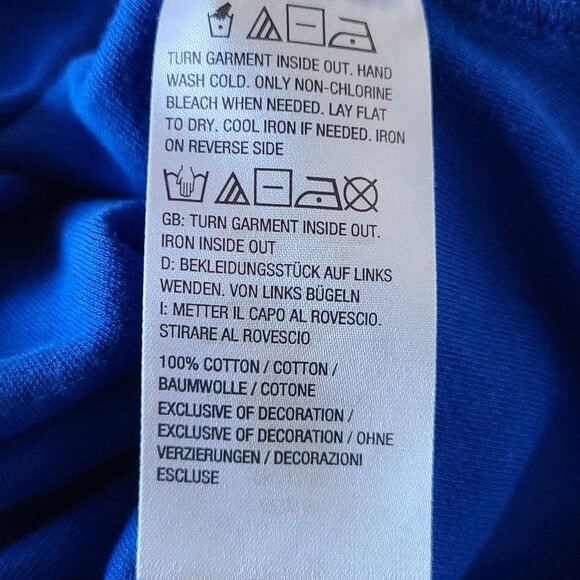 TURN GARMENT INSIDE OUT. HAND
WASH COLD. ONLY NON-CHLORINE
BLEACH WHEN NEEDED. LAY FLAT
TO DRY. COOL IRON IF NEEDED. IRON
ON REVERSE SIDE
GB: TURN GARMENT INSIDE OUT.
IRON INSIDE OUT
D: BEKLEIDUNGSSTÜCK AUF LINKS
WENDEN. VON LINKS BÜGELN
I: METTER IL CAPO AL ROVESCIO.
STIRARE AL ROVESCIO
100% COTTON / COTTON /
BAUMWOLLE / COTONE
EXCLUSIVE OF DECORATION /
EXCLUSIVE OF DECORATION / OHNE
VERZIERUNGEN / DECORAZIONI
ESCLUSE